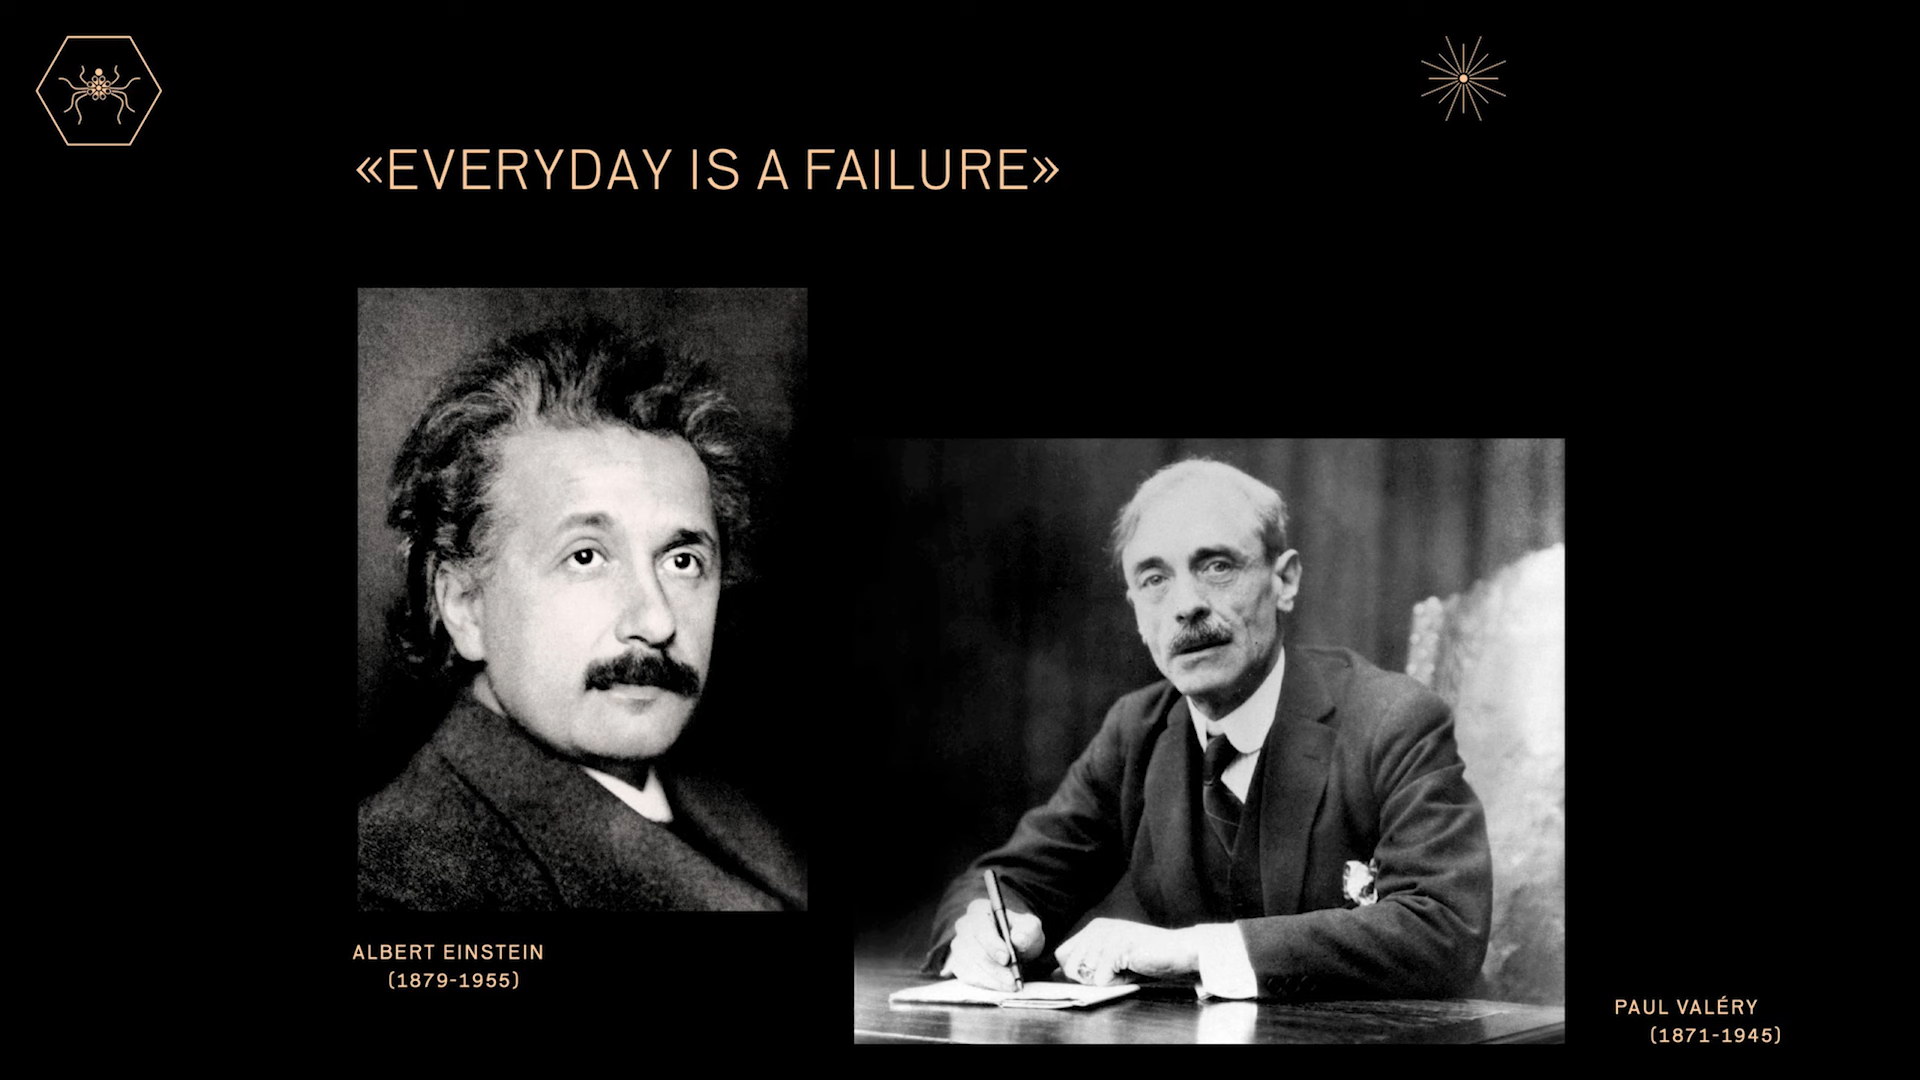 «EVERYDAY IS A FAILURE»
ALBERT EINSTEIN
(1879-1955)
PAUL VALÉRY
(1871-1945)